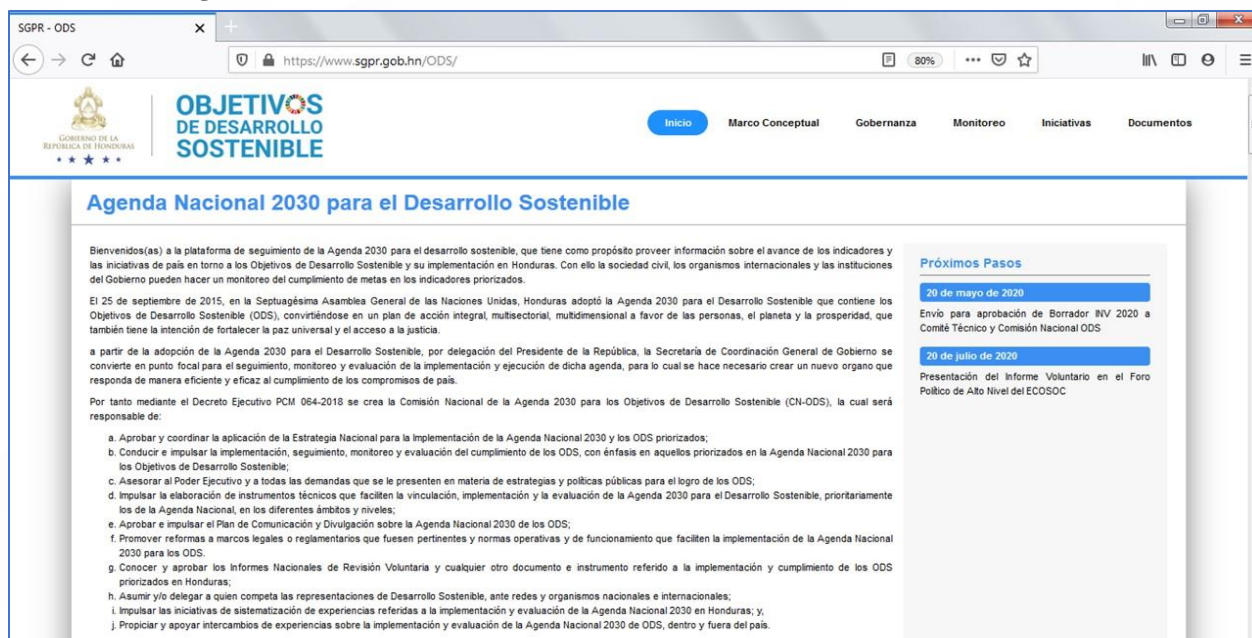 SGPR - ODS
https://www.sgpr.gob.hn/ODS/
80%
GOBIERNO DE LA
REPÚBLICA DE HONDURAS
OBJETIVOS
DE DESARROLLO
SOSTENIBLE
Inicio
Marco Conceptual
Gobernanza
Monitoreo
Iniciativas
Documentos
Agenda Nacional 2030 para el Desarrollo Sostenible
Bienvenidos(as) a la plataforma de seguimiento de la Agenda 2030 para el desarrollo sostenible, que tiene como propósito proveer información sobre el avance de los indicadores y
las iniciativas de país en torno a los Objetivos de Desarrollo Sostenible y su implementación en Honduras. Con ello la sociedad civil, los organismos internacionales y las instituciones
del Gobierno pueden hacer un monitoreo del cumplimiento de metas en los indicadores priorizados.
El 25 de septiembre de 2015, en la Septuagésima Asamblea General de las Naciones Unidas, Honduras adoptó la Agenda 2030 para el Desarrollo Sostenible que contiene los
Objetivos de Desarrollo Sostenible (ODS), convirtiéndose en un plan de acción integral, multisectorial, multidimensional a favor de las personas, el planeta y la prosperidad, que
también tiene la intención de fortalecer la paz universal y el acceso a la justicia.
a partir de la adopción de la Agenda 2030 para el Desarrollo Sostenible, por delegación del Presidente de la República, la Secretaría de Coordinación General de Gobierno se
convierte en punto focal para el seguimiento, monitoreo y evaluación de la implementación y ejecución de dicha agenda, para lo cual se hace necesario crear un nuevo organo que
responda de manera eficiente y eficaz al cumplimiento de los compromisos de país.
Por tanto mediante el Decreto Ejecutivo PCM 064-2018 se crea la Comisión Nacional de la Agenda 2030 para los Objetivos de Desarrollo Sostenible (CN-ODS), la cual será
responsable de:
a. Aprobar y coordinar la aplicación de la Estrategia Nacional para la Implementación de la Agenda Nacional 2030 y los ODS priorizados;
b. Conducir e impulsar la implementación, seguimiento, monitoreo y evaluación del cumplimiento de los ODS, con énfasis en aquellos priorizados en la Agenda Nacional 2030 para
los Objetivos de Desarrollo Sostenible;
c. Asesorar al Poder Ejecutivo y a todas las demandas que se le presenten en materia de estrategias y políticas públicas para el logro de los ODS;
d. Impulsar la elaboración de instrumentos técnicos que faciliten la vinculación, implementación y la evaluación de la Agenda 2030 para el Desarrollo Sostenible, prioritariamente
los de la Agenda Nacional, en los diferentes ámbitos y niveles;
e. Aprobar e impulsar el Plan de Comunicación y Divulgación sobre la Agenda Nacional 2030 de los ODS;
f. Promover reformas a marcos legales o reglamentarios que fuesen pertinentes y normas operativas y de funcionamiento que faciliten la implementación de la Agenda Nacional
2030 para los ODS.
g. Conocer y aprobar los Informes Nacionales de Revisión Voluntaria y cualquier otro documento e instrumento referido a la implementación y cumplimiento de los ODS
priorizados en Honduras;
h. Asumir y/o delegar a quien competa las representaciones de Desarrollo Sostenible, ante redes y organismos nacionales e internacionales;
i. Impulsar las iniciativas de sistematización de experiencias referidas a la implementación y evaluación de la Agenda Nacional 2030 en Honduras; y,
j. Propiciar y apoyar intercambios de experiencias sobre la implementación y evaluación de la Agenda Nacional 2030 de ODS, dentro y fuera del país.
Próximos Pasos
20 de mayo de 2020
Envío para aprobación de Borrador INV 2020 a
Comité Técnico y Comisión Nacional ODS
20 de julio de 2020
Presentación del Informe Voluntario en el Foro
Político de Alto Nivel del ECOSOC